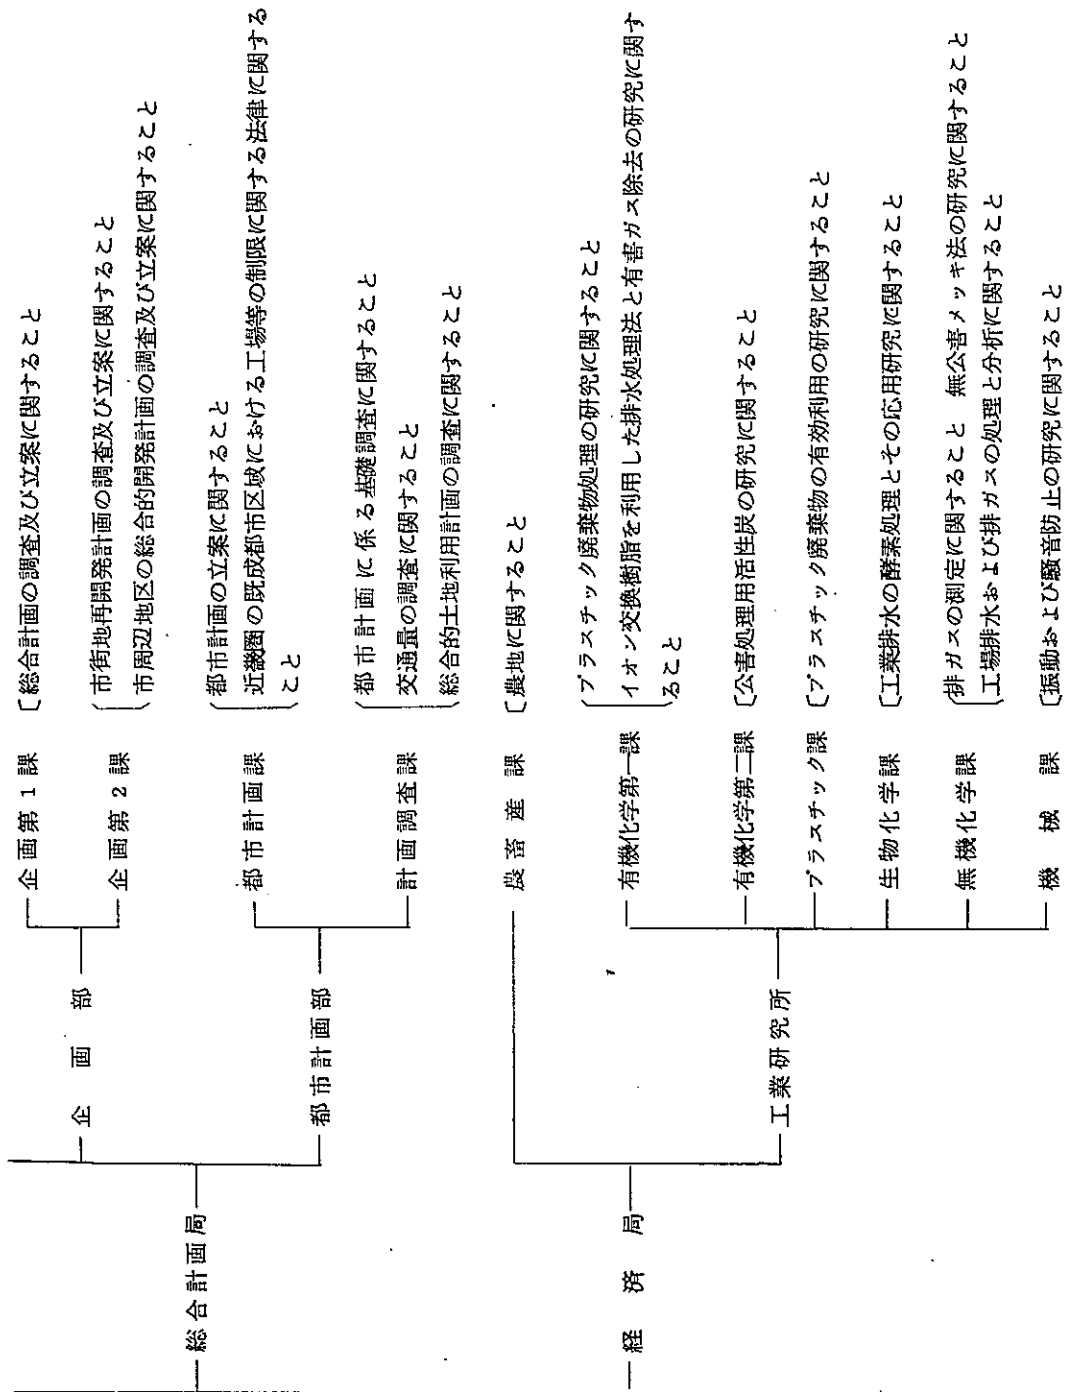 総合計画局
企画部
企画第1課
〔総合計画の調査及び立案に関すること
企画第2課
市街地再開発計画の調査及び立案に関すること
市周辺地区の総合的開発計画の調査及び立案に関すること
都市計画部
都市計画課
都市計画の立案に関すること
近畿圏の既成都市区域における工場等の制限に関する法律に関する
こと
計画調査課
都市計画に係る基礎調査に関すること
交通量の調査に関すること
総合的土地利用計画の調査に関すること
経済局
農畜産課
〔農地に関すること
工業研究所
有機化学第一課
プラスチック廃棄物処理の研究に関すること
イオン交換樹脂を利用した排水処理法と有害ガス除去の研究に関す
ること
有機化学第二課
〔公害処理用活性炭の研究に関すること
プラスチック課
〔プラスチック廃棄物の有効利用の研究に関すること
生物化学課
〔工業排水の酵素処理とその応用研究に関すること
無機化学課
排ガスの測定に関すること 無公害メッキ法の研究に関すること
工場排水および排ガスの処理と分析に関すること
機械課
〔振動および騒音防止の研究に関すること